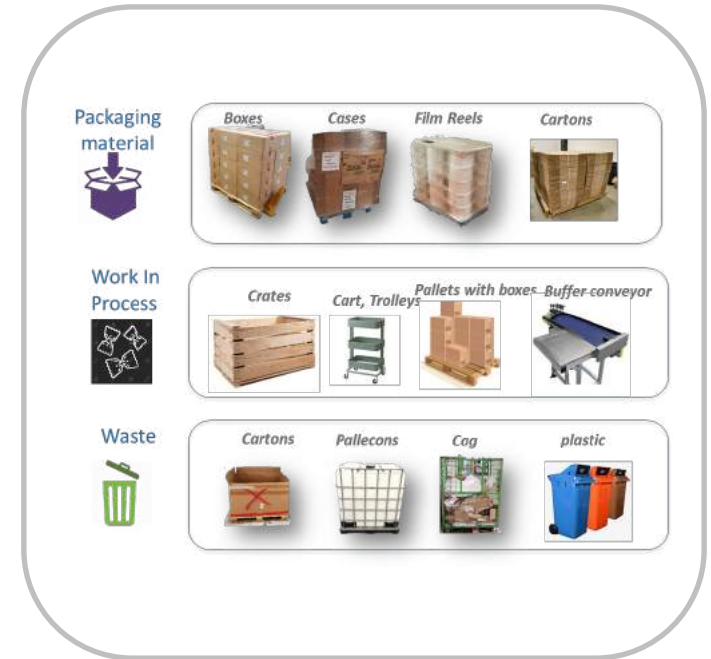 Packaging
material
Boxes
Cases
Film Reels
Cartons
Work In
Process
Crates
Cart, Trolleys
Pallets with boxes
Buffer conveyor
Waste
Cartons
Pallecons
Cag
plastic